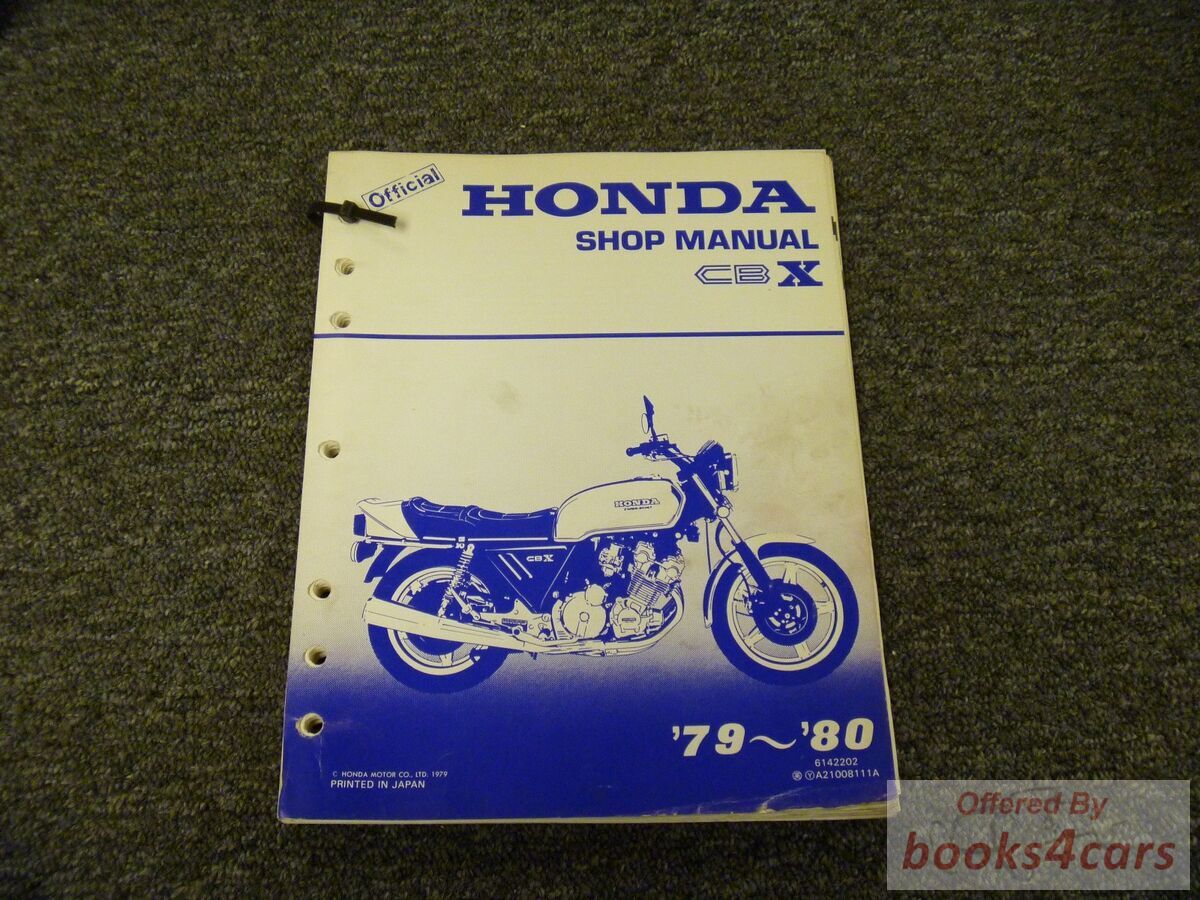 Official
HONDA
SHOP MANUAL
CBX
HONDA
CBX
'79~'80
6142202
Ⓨ A21008111A
© HONDA MOTOR CO., LTD. 1979
PRINTED IN JAPAN
Offered By
books4cars